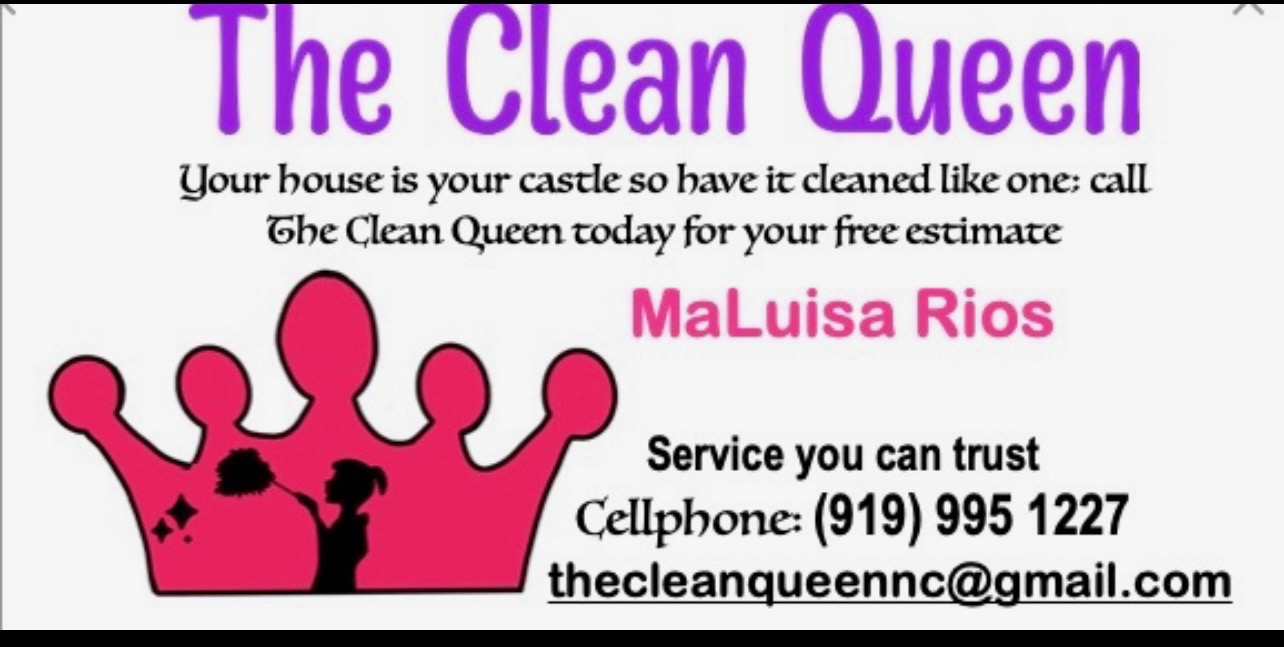 The Clean Queen
Your house is your castle so have it cleaned like one: call
The Clean Queen today for your free estimate
MaLuisa Rios
Service you can trust
Cellphone: (919) 995 1227
thecleanqueennc@gmail.com